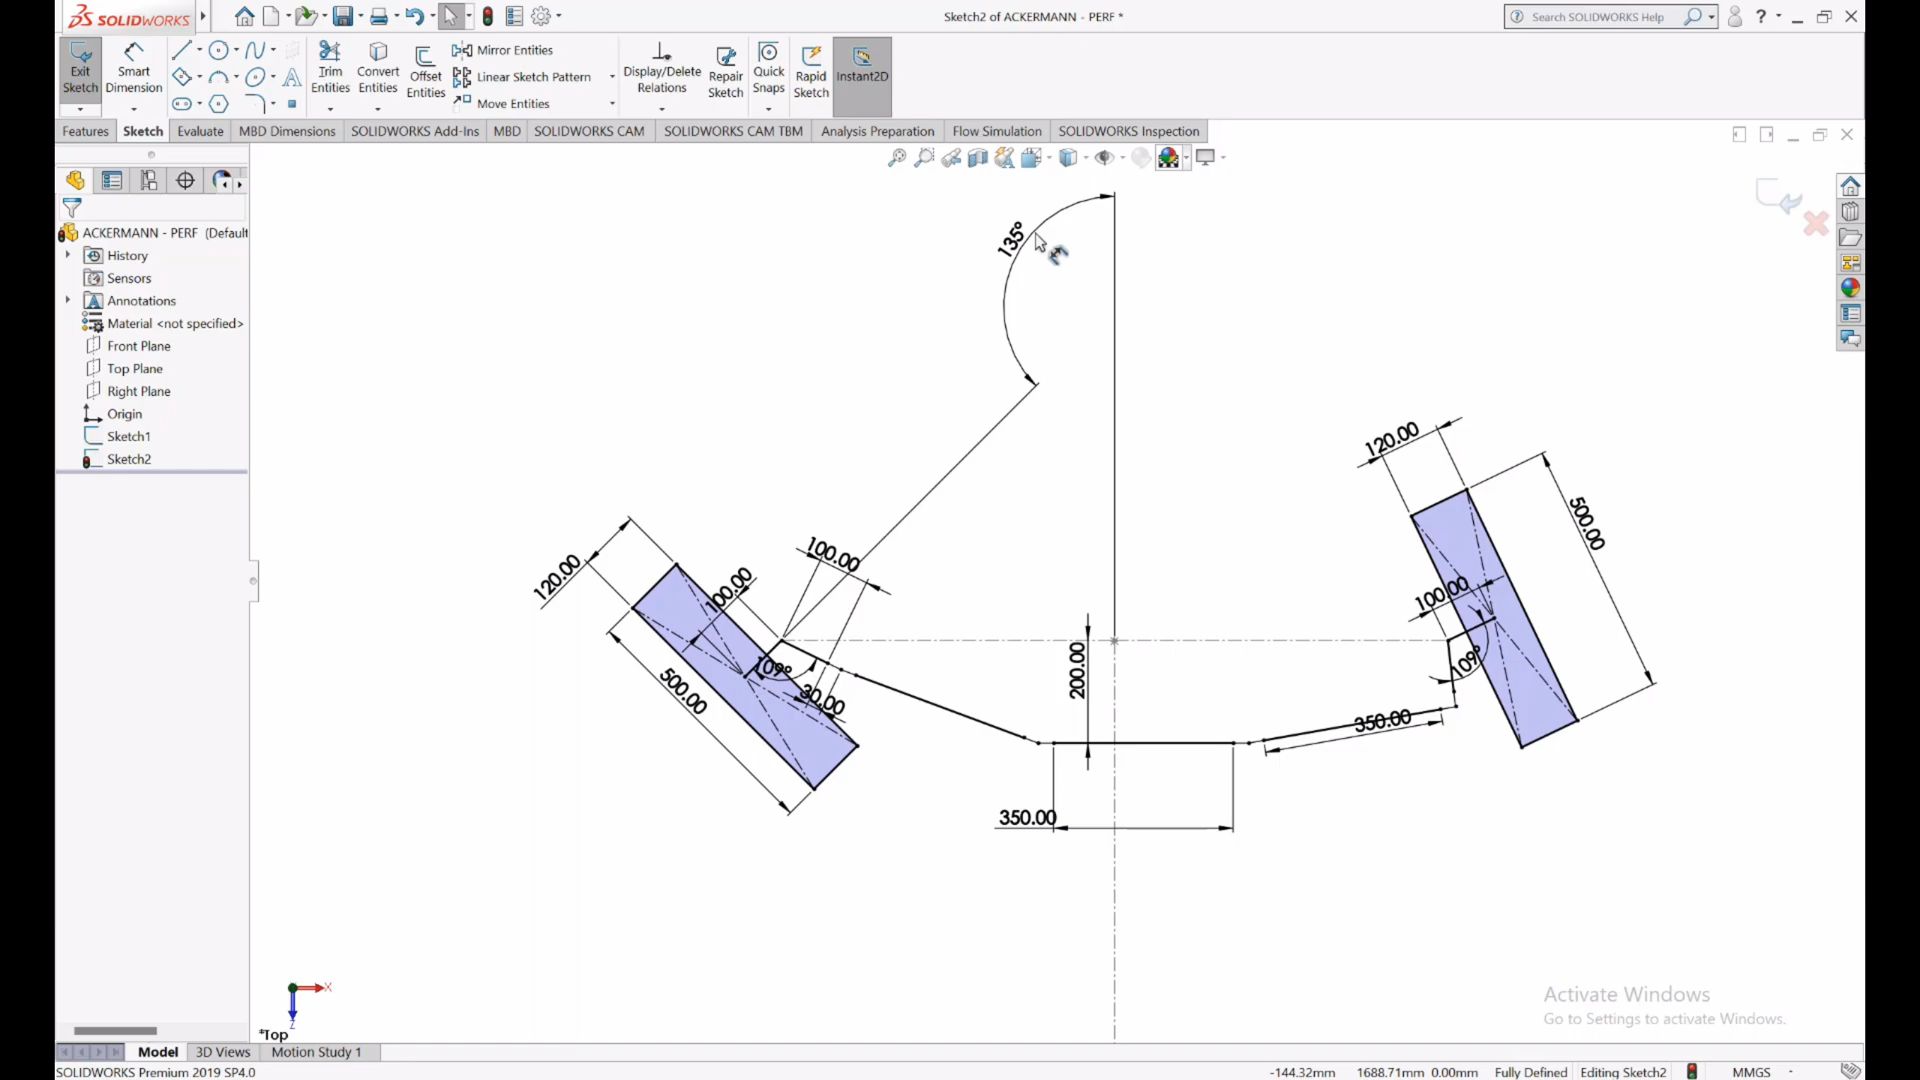 SOLIDWORKS
Sketch2 of ACKERMANN - PERF *
Search SOLIDWORKS Help
?
Exit Sketch
Smart Dimension
Trim Entities
Convert Entities
Offset Entities
Mirror Entities
Linear Sketch Pattern
Move Entities
Display/Delete Relations
Repair Sketch
Quick Snaps
Rapid Sketch
Instant2D
Features
Sketch
Evaluate
MBD Dimensions
SOLIDWORKS Add-Ins
MBD
SOLIDWORKS CAM
SOLIDWORKS CAM TBM
Analysis Preparation
Flow Simulation
SOLIDWORKS Inspection
ACKERMANN - PERF (Default
History
Sensors
Annotations
Material <not specified>
Front Plane
Top Plane
Right Plane
Origin
Sketch1
Sketch2
135°
120.00
500.00
100.00
109°
350.00
200.00
350.00
100.00
100.00
120.00
109°
30.00
500.00
X
Z
*Top
Activate Windows
Go to Settings to activate Windows.
Model
3D Views
Motion Study 1
SOLIDWORKS Premium 2019 SP4.0
-144.32mm
1688.71mm 0.00mm
Fully Defined
Editing Sketch2
MMGS
-